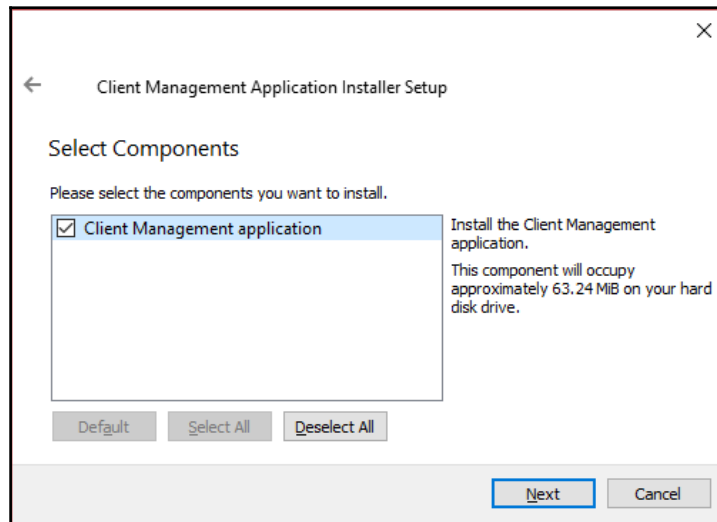 Client Management Application Installer Setup
Select Components
Please select the components you want to install.
Client Management application
Install the Client Management
application.
This component will occupy
approximately 63.24 MiB on your hard
disk drive.
Default
Select All
Deselect All
Next
Cancel